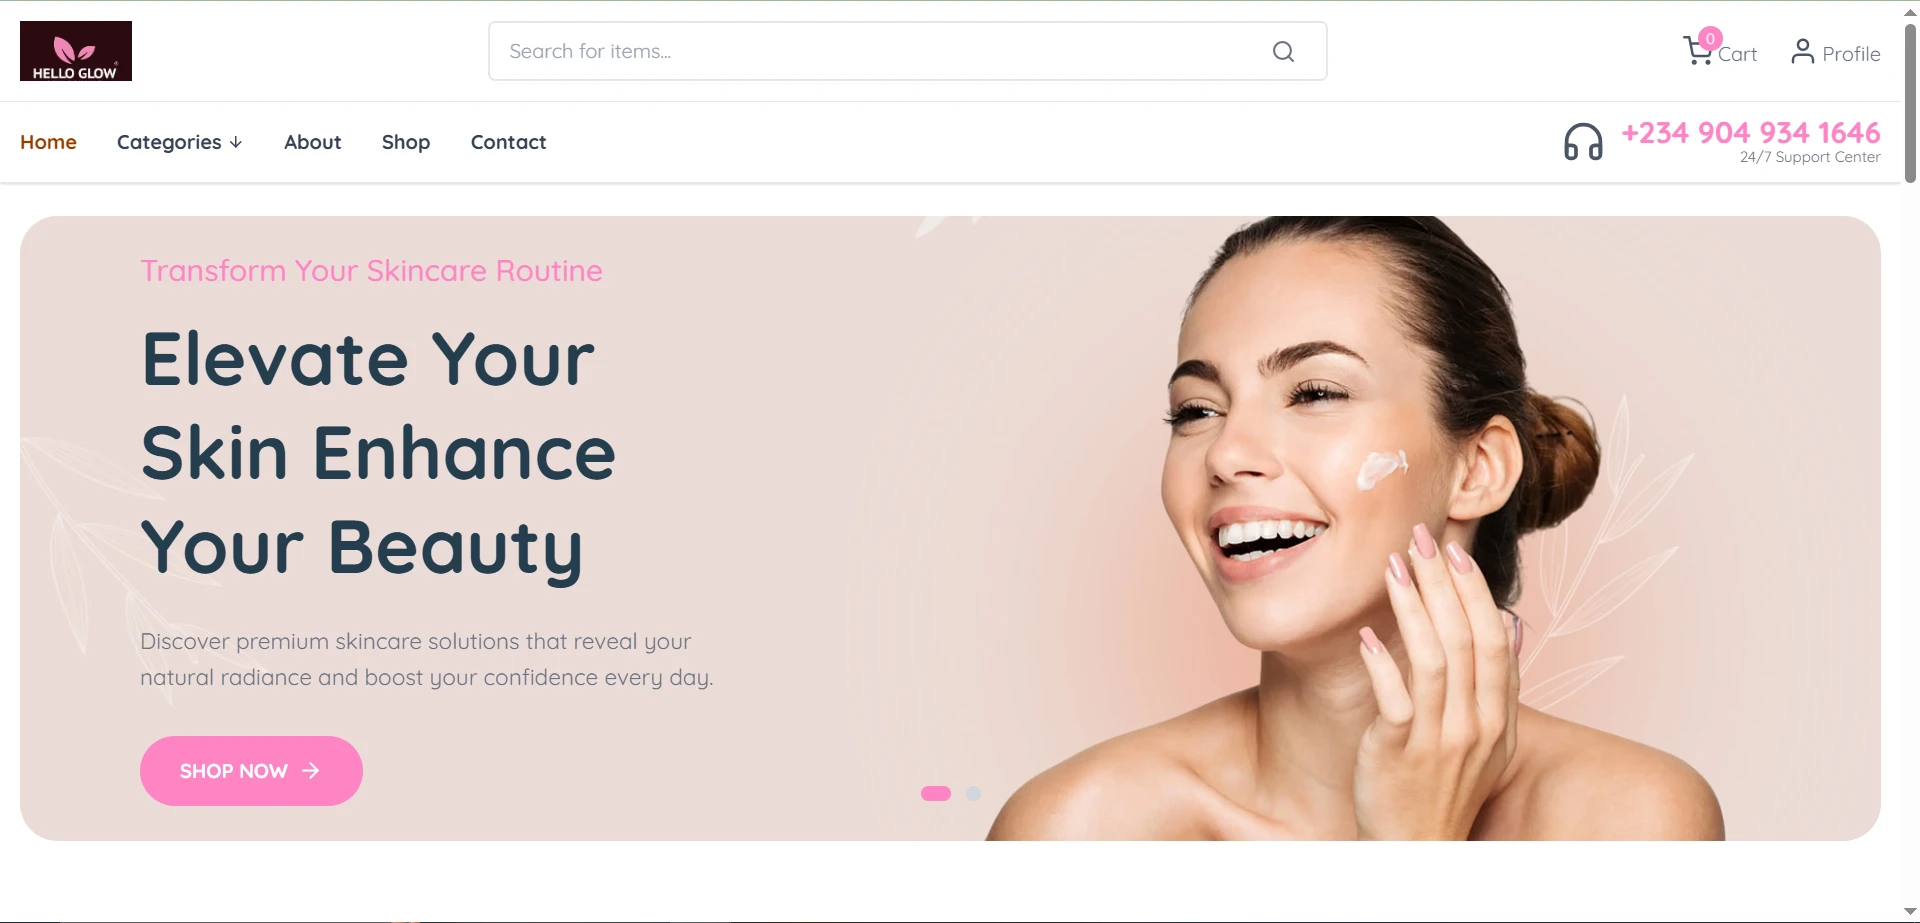 HELLO GLOW
Search for items...
0
Cart
Profile
Home
Categories
About
Shop
Contact
+234 904 934 1646
24/7 Support Center
Transform Your Skincare Routine
Elevate Your
Skin Enhance
Your Beauty
Discover premium skincare solutions that reveal your
natural radiance and boost your confidence every day.
SHOP NOW